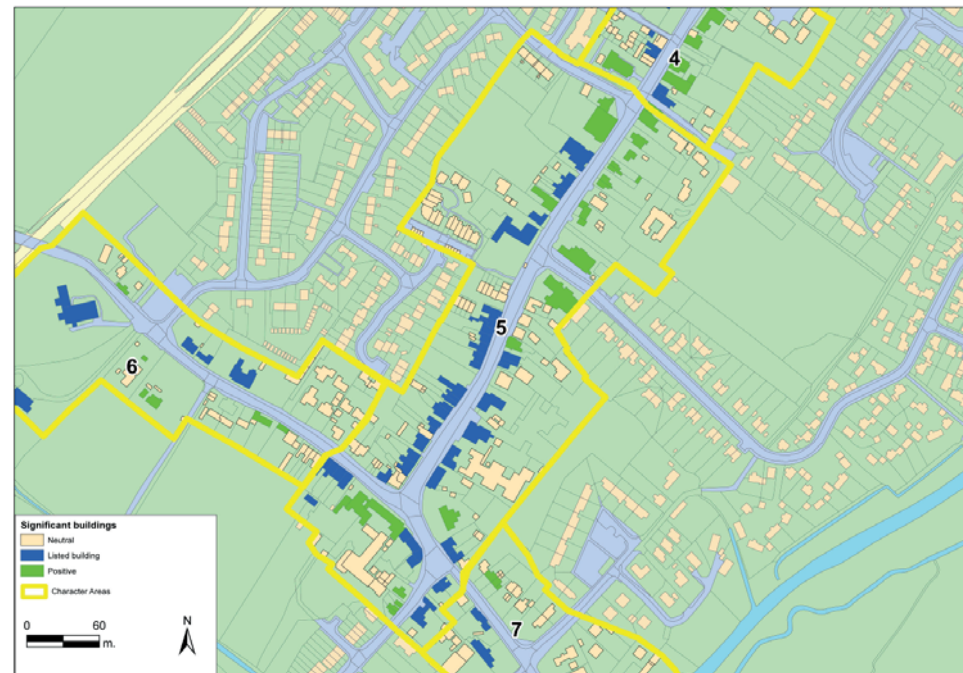 4
5
6
7
Significant buildings
Neutral
Listed building
Positive
Character Areas
0 60
m.
N